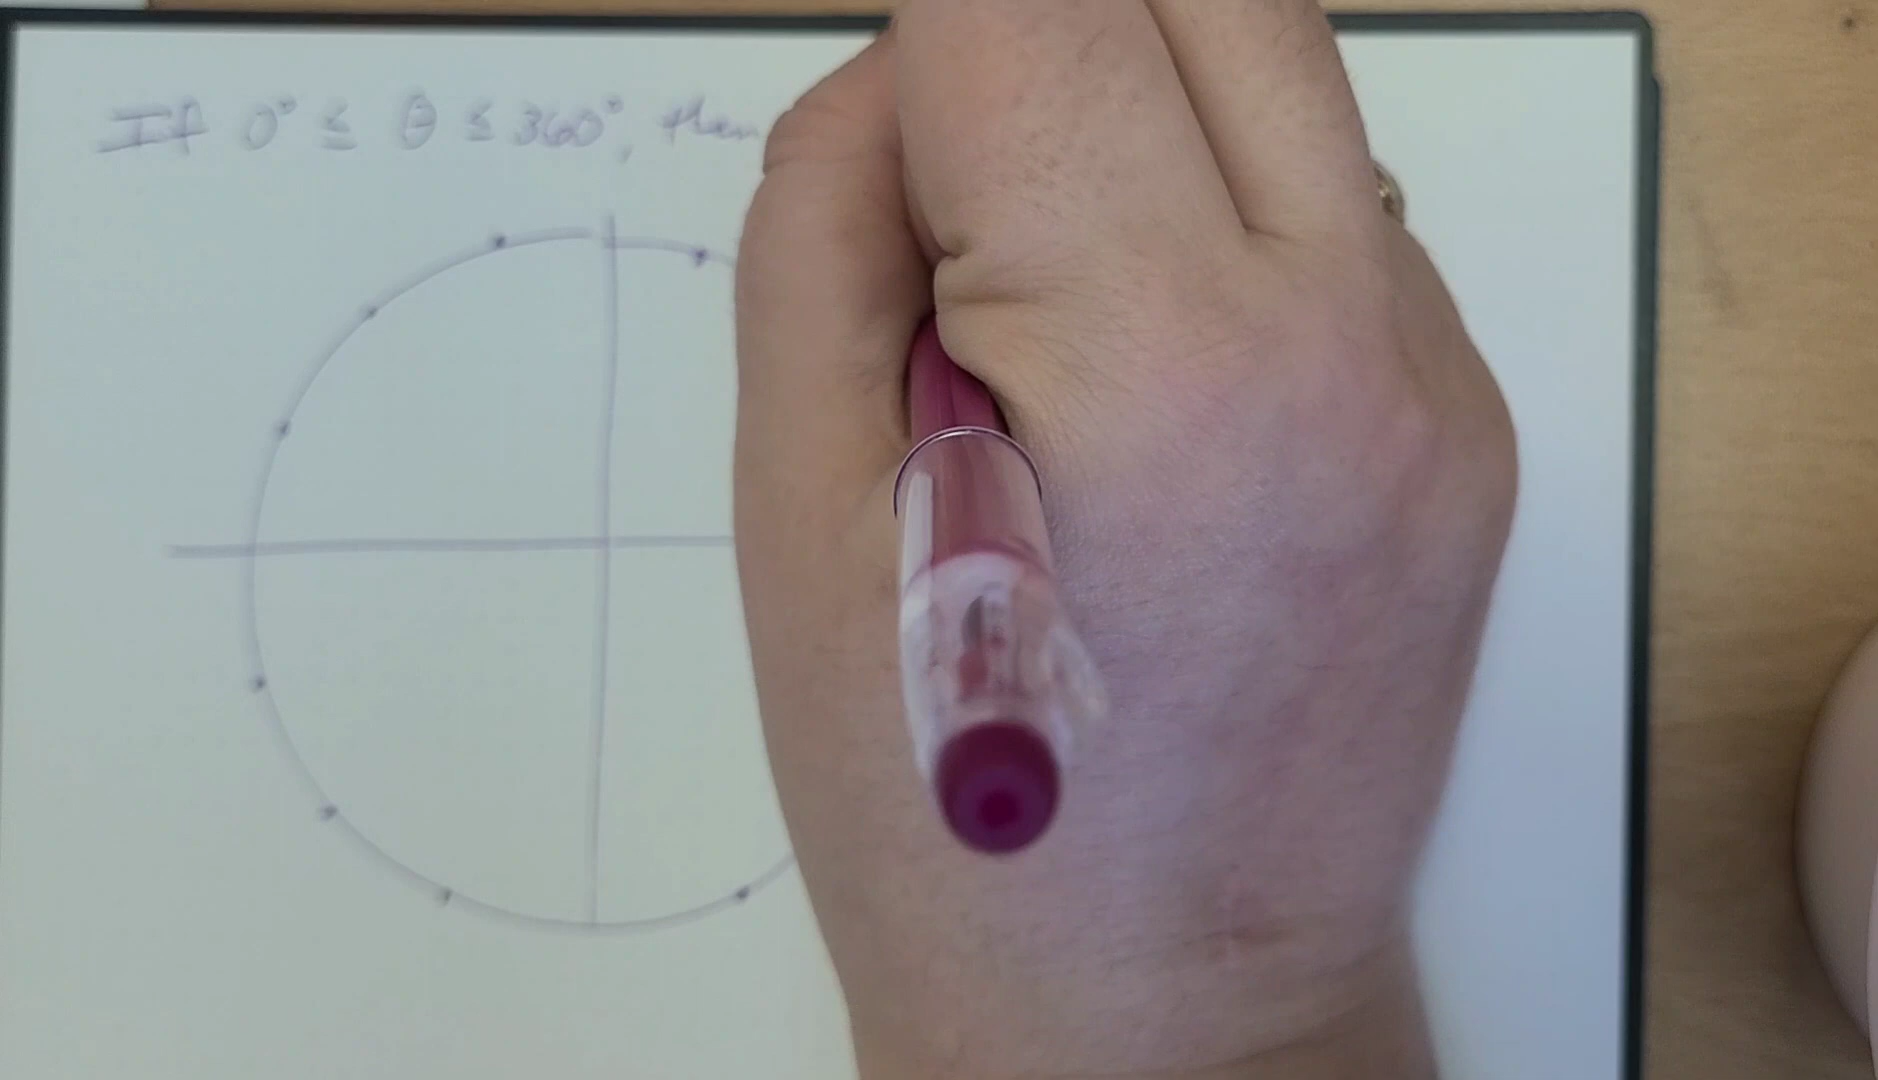 If 0° ≤ θ ≤ 360°, then